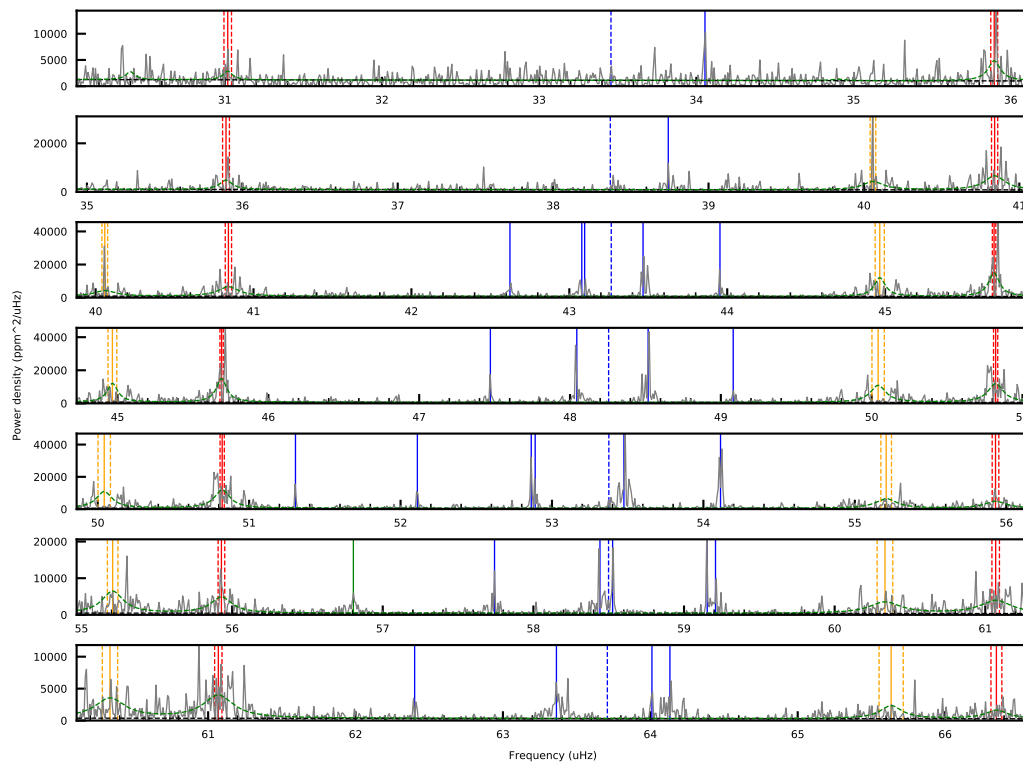 10000
5000
0
31 32 33 34 35 36
20000
0
35 36 37 38 39 40 41
40000
20000
0
40 41 42 43 44 45
40000
20000
0
45 46 47 48 49 50 5
Power density (ppm^2/uHz)
40000
20000
0
50 51 52 53 54 55 56
20000
10000
0
55 56 57 58 59 60 61
10000
5000
0
61 62 63 64 65 66
Frequency (uHz)